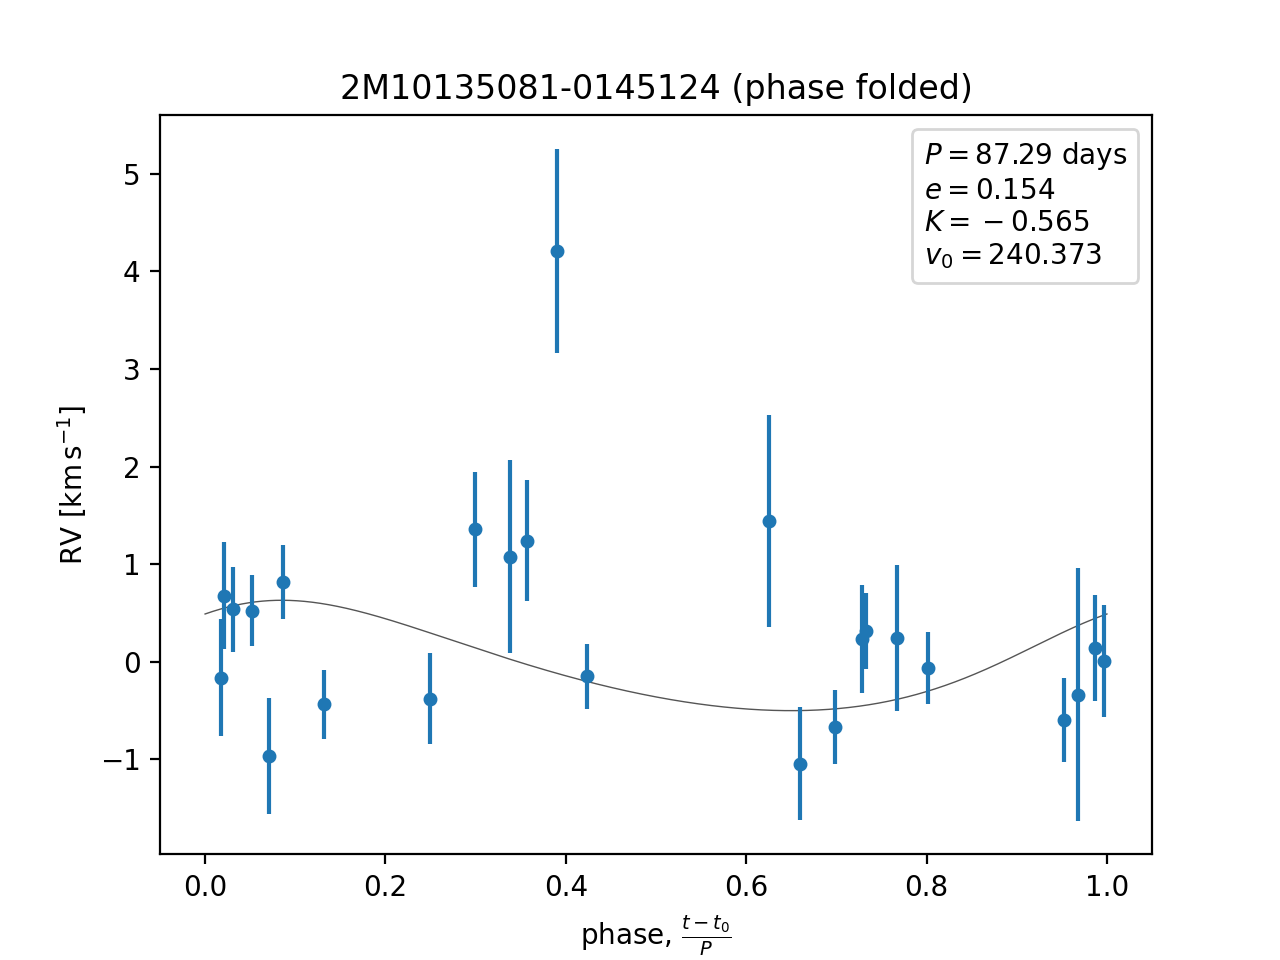 2M10135081-0145124 (phase folded)
P = 87.29 days
e = 0.154
K = −0.565
v₀ = 240.373
5
4
3
2
1
0
−1
RV [km s⁻¹]
0.0 0.2 0.4 0.6 0.8 1.0
phase, (t − t₀)/P